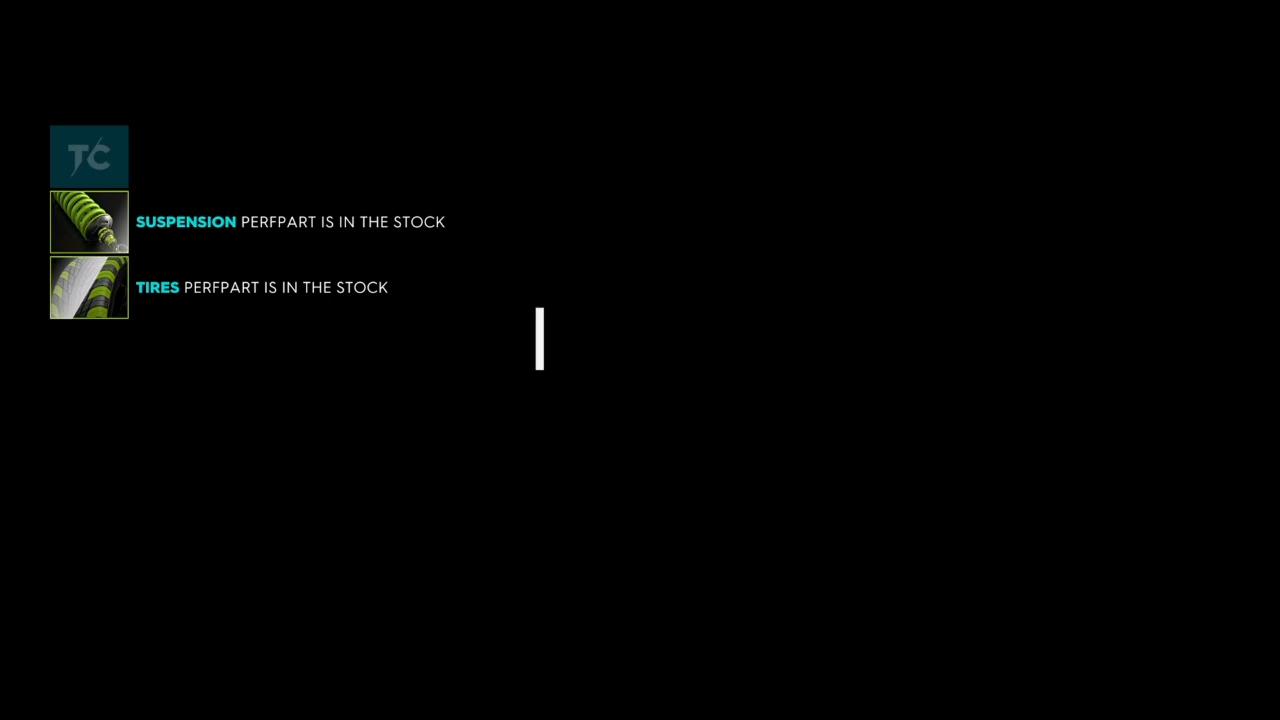 TC
SUSPENSION PERFPART IS IN THE STOCK
TIRES PERFPART IS IN THE STOCK